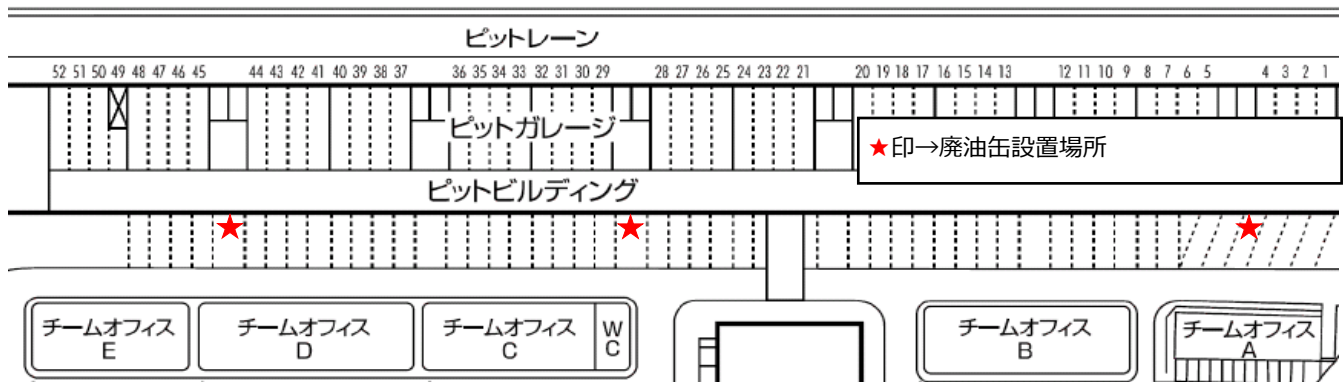 ピットレーン
52 51 50 49 48 47 46 45 44 43 42 41 40 39 38 37 36 35 34 33 32 31 30 29 28 27 26 25 24 23 22 21 20 19 18 17 16 15 14 13 12 11 10 9 8 7 6 5 4 3 2 1
ピットガレージ
★印→廃油缶設置場所
ピットビルディング
チームオフィス
E
チームオフィス
D
チームオフィス
C
W
C
チームオフィス
B
チームオフィス
A